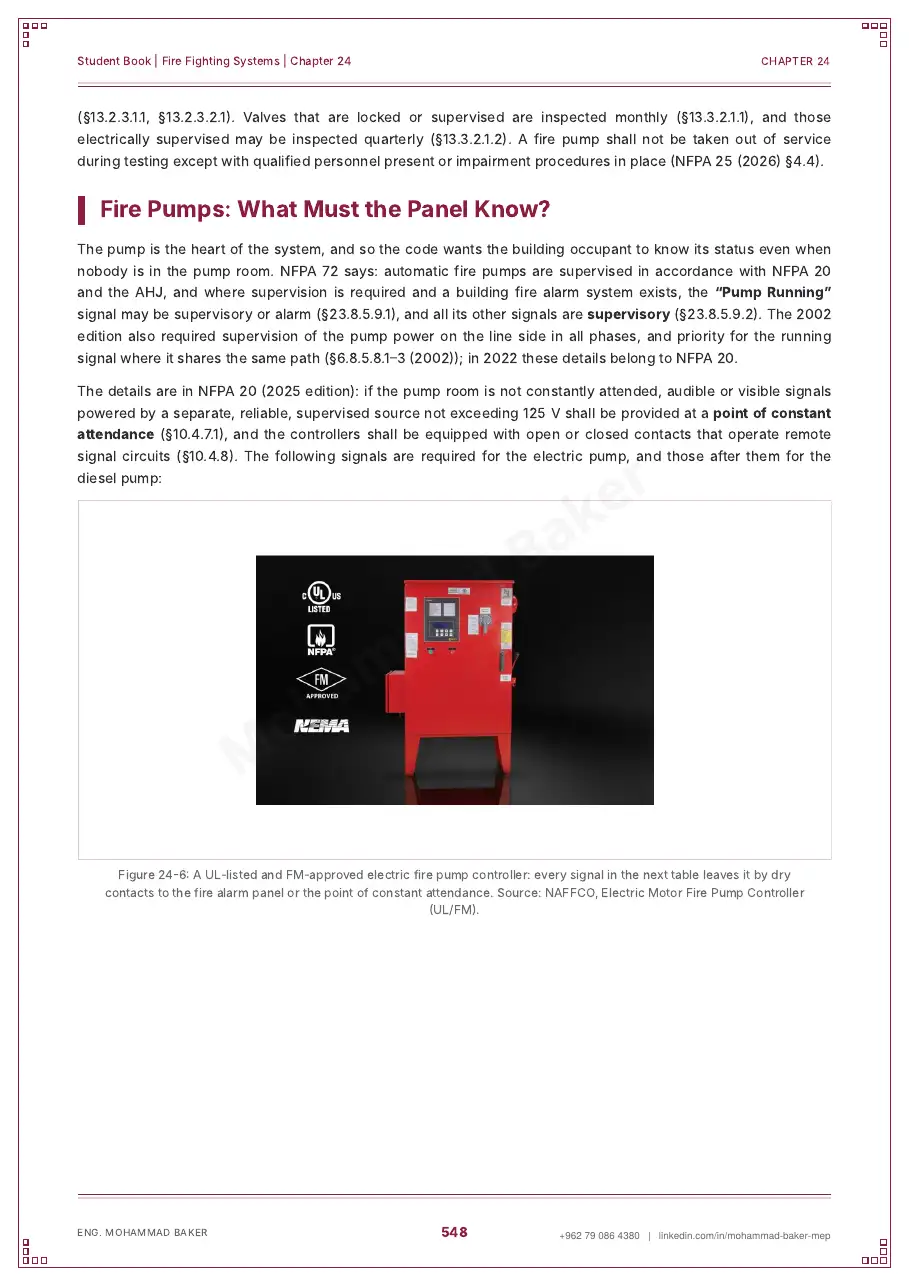 Student Book | Fire Fighting Systems | Chapter 24
CHAPTER 24
(§13.2.3.1.1, §13.2.3.2.1). Valves that are locked or supervised are inspected monthly (§13.3.2.1.1), and those
electrically supervised may be inspected quarterly (§13.3.2.1.2). A fire pump shall not be taken out of service
during testing except with qualified personnel present or impairment procedures in place (NFPA 25 (2026) §4.4).
Fire Pumps: What Must the Panel Know?
The pump is the heart of the system, and so the code wants the building occupant to know its status even when
nobody is in the pump room. NFPA 72 says: automatic fire pumps are supervised in accordance with NFPA 20
and the AHJ, and where supervision is required and a building fire alarm system exists, the “Pump Running”
signal may be supervisory or alarm (§23.8.5.9.1), and all its other signals are supervisory (§23.8.5.9.2). The 2002
edition also required supervision of the pump power on the line side in all phases, and priority for the running
signal where it shares the same path (§6.8.5.8.1–3 (2002)); in 2022 these details belong to NFPA 20.
The details are in NFPA 20 (2025 edition): if the pump room is not constantly attended, audible or visible signals
powered by a separate, reliable, supervised source not exceeding 125 V shall be provided at a point of constant
attendance (§10.4.7.1), and the controllers shall be equipped with open or closed contacts that operate remote
signal circuits (§10.4.8). The following signals are required for the electric pump, and those after them for the
diesel pump:
Mohammad Baker
C UL US
LISTED
NFPA®
FM
APPROVED
NEMA
Figure 24-6: A UL-listed and FM-approved electric fire pump controller: every signal in the next table leaves it by dry
contacts to the fire alarm panel or the point of constant attendance. Source: NAFFCO, Electric Motor Fire Pump Controller
(UL/FM).
ENG. MOHAMMAD BAKER
548
+962 79 086 4380 | linkedin.com/in/mohammad-baker-mep